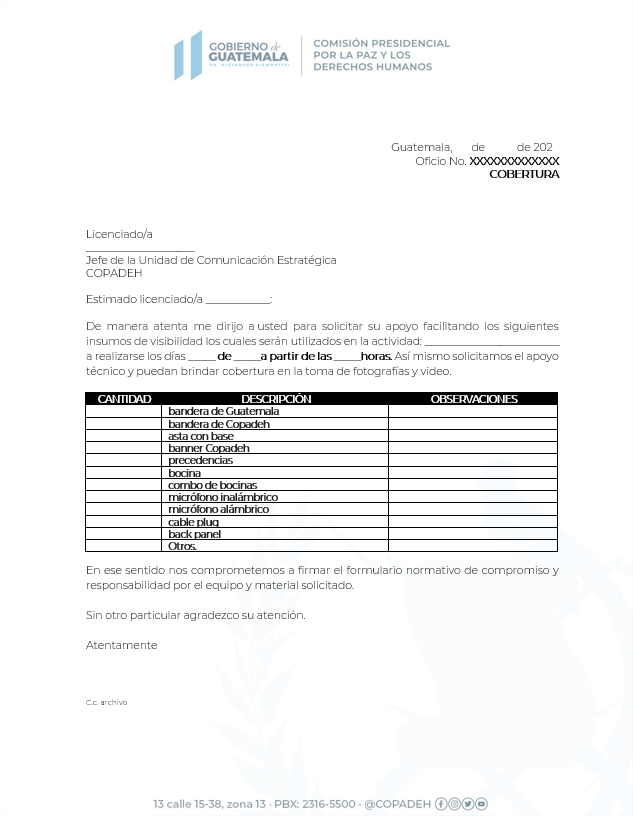 GOBIERNO de
GUATEMALA
DR. ALEJANDRO GIAMMATTEI
COMISIÓN PRESIDENCIAL
POR LA PAZ Y LOS
DERECHOS HUMANOS
Guatemala, de de 202
Oficio No. XXXXXXXXXXXXX
COBERTURA
Licenciado/a
____________________
Jefe de la Unidad de Comunicación Estratégica
COPADEH
Estimado licenciado/a ____________:
De manera atenta me dirijo a usted para solicitar su apoyo facilitando los siguientes
insumos de visibilidad los cuales serán utilizados en la actividad: _________________________
a realizarse los días _____ de _____a partir de las _____horas. Así mismo solicitamos el apoyo
técnico y puedan brindar cobertura en la toma de fotografías y video.
CANTIDAD DESCRIPCIÓN OBSERVACIONES
bandera de Guatemala
bandera de Copadeh
asta con base
banner Copadeh
precedencias
bocina
combo de bocinas
micrófono inalámbrico
micrófono alámbrico
cable plug
back panel
Otros.
En ese sentido nos comprometemos a firmar el formulario normativo de compromiso y
responsabilidad por el equipo y material solicitado.
Sin otro particular agradezco su atención.
Atentamente
C.c. archivo
13 calle 15-38, zona 13 · PBX: 2316-5500 · @COPADEH